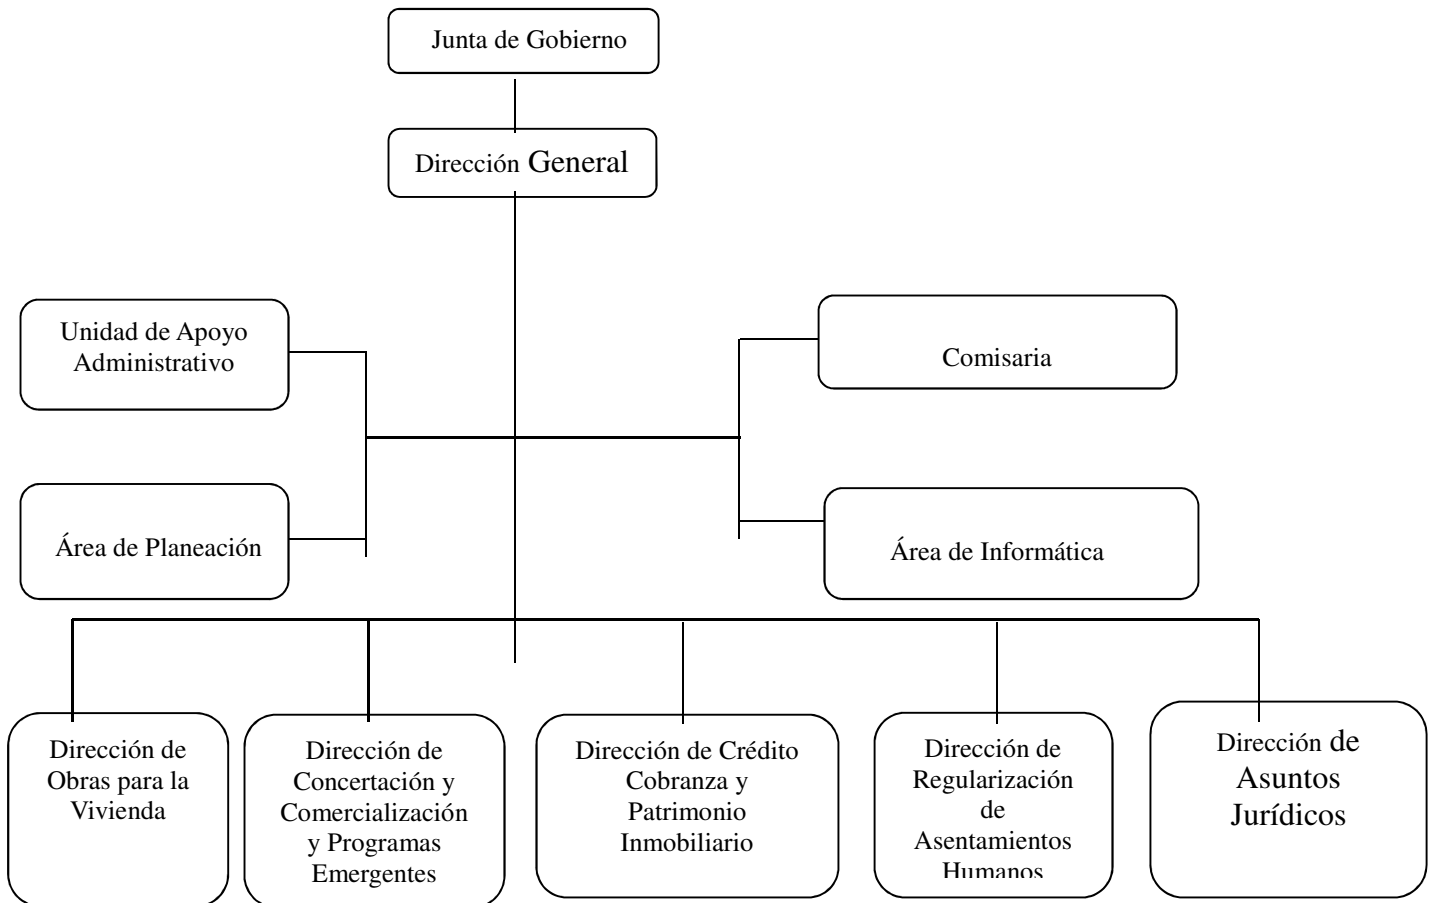 Junta de Gobierno
Dirección General
Unidad de Apoyo
Administrativo
Comisaria
Área de Planeación
Área de Informática
Dirección de
Obras para la
Vivienda
Dirección de
Concertación y
Comercialización
y Programas
Emergentes
Dirección de Crédito
Cobranza y
Patrimonio
Inmobiliario
Dirección de
Regularización
de
Asentamientos
Humanos
Dirección de
Asuntos
Jurídicos